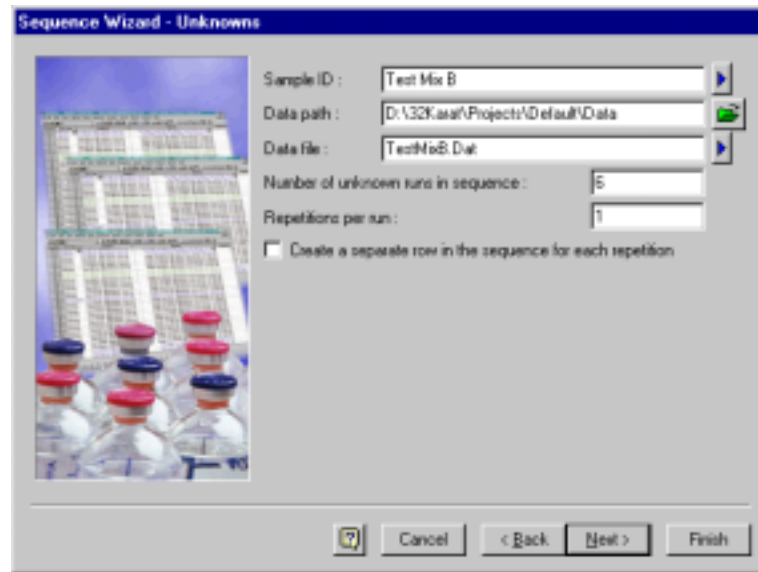 Sequence Wizard - Unknowns
Sample ID :
Test Mix B
Data path :
D:\32Karat\Projects\Default\Data
Data file :
TestMixB.Dat
Number of unknown runs in sequence :
Repetitions per run :
1
Create a separate row in the sequence for each repetition
Cancel
< Back
Next >
Finish